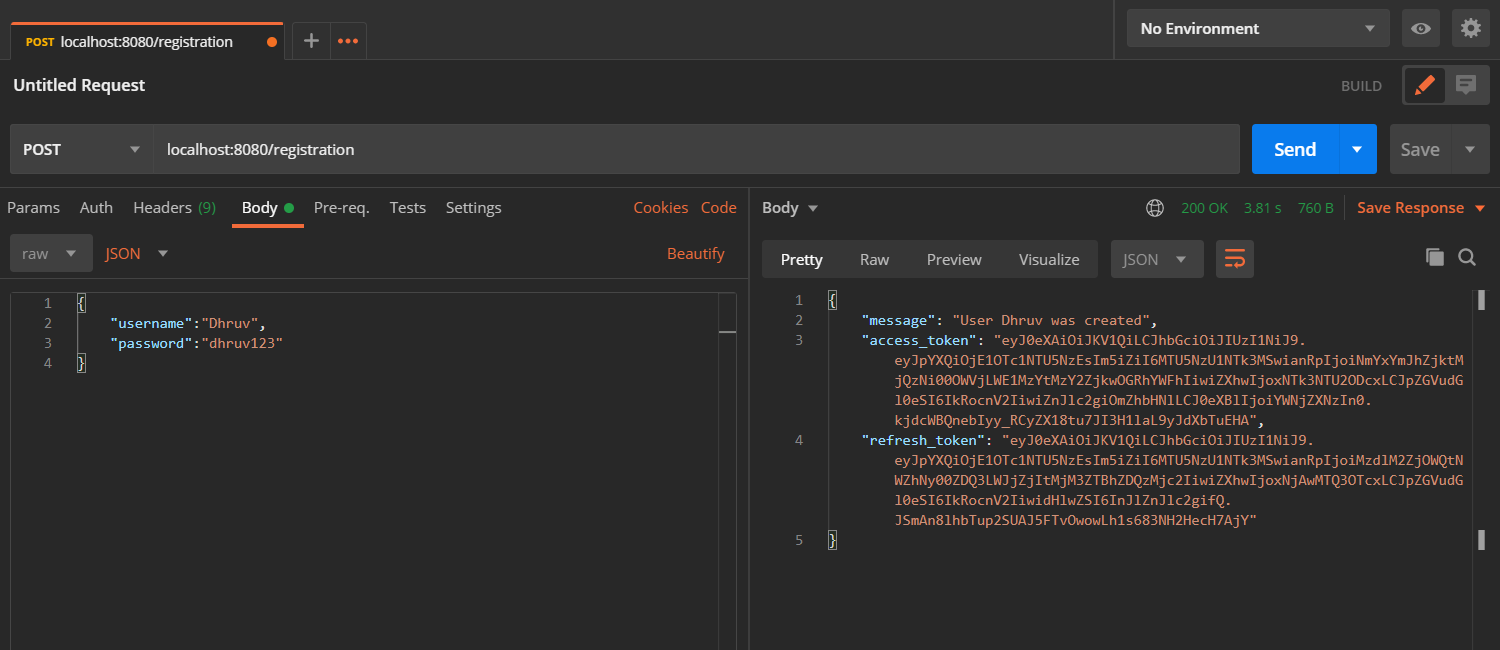 POST localhost:8080/registration
No Environment
Untitled Request
BUILD
POST
localhost:8080/registration
Send
Save
Params Auth Headers (9) Body Pre-req. Tests Settings
Cookies Code
raw
JSON
Beautify
1 {
2 "username":"Dhruv",
3 "password":"dhruv123"
4 }
Body
200 OK 3.81 s 760 B
Save Response
Pretty Raw Preview Visualize
JSON
1 {
2 "message": "User Dhruv was created",
3 "access_token": "eyJ0eXAiOiJKV1QiLCJhbGciOiJIUzI1NiJ9.
eyJpYXQiOjE1OTc1NTU5NzEsIm5iZiI6MTU5NzU1NTk3MSwianRpIjoiNmYxYmJhZjktM
jQzNi00OWVjLWE1MzYtMzY2ZjkwOGRhYWFhIiwiZXhwIjoxNTk3NTU2ODcxLCJpZGVudG
l0eSI6IkRocnV2IiwiZnJlc2giOmZhbHNlLCJ0eXBlIjoiYWNjZXNzIn0.
kjdcWBQnebIyy_RCyZX18tu7JI3H1laL9yJdXbTuEHA",
4 "refresh_token": "eyJ0eXAiOiJKV1QiLCJhbGciOiJIUzI1NiJ9.
eyJpYXQiOjE1OTc1NTU5NzEsIm5iZiI6MTU5NzU1NTk3MSwianRpIjoiMzdlM2ZjOWQtN
WZhNy00ZDQ3LWJjZjItMjM3ZTBhZDQzMjc2IiwiZXhwIjoxNjAwMTQ3OTcxLCJpZGVudG
l0eSI6IkRocnV2IiwidHlwZSI6InJlZnJlc2gifQ.
JSmAn8lhbTup2SUAJ5FTvOwowLh1s683NH2HecH7AjY"
5 }